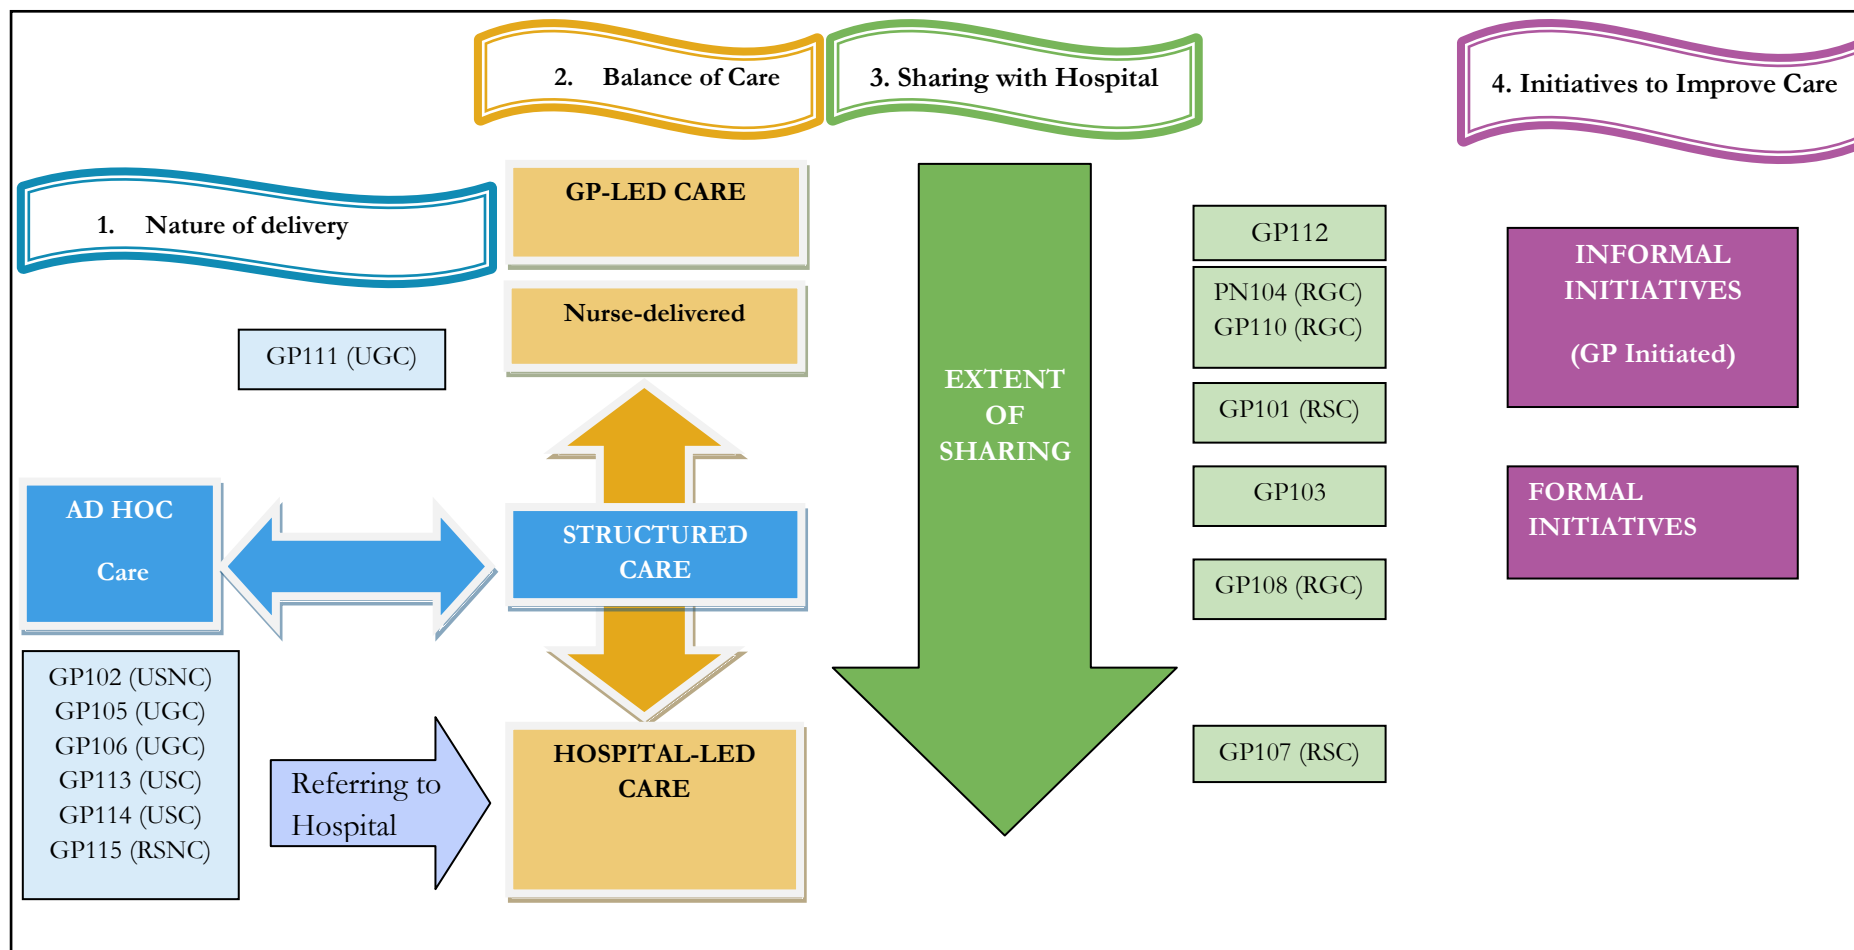 1. Nature of delivery
2. Balance of Care
3. Sharing with Hospital
4. Initiatives to Improve Care
GP111 (UGC)
AD HOC
Care
GP102 (USNC)
GP105 (UGC)
GP106 (UGC)
GP113 (USC)
GP114 (USC)
GP115 (RSNC)
Referring to
Hospital
GP-LED CARE
Nurse-delivered
STRUCTURED
CARE
HOSPITAL-LED
CARE
EXTENT
OF
SHARING
GP112
PN104 (RGC)
GP110 (RGC)
GP101 (RSC)
GP103
GP108 (RGC)
GP107 (RSC)
INFORMAL
INITIATIVES
(GP Initiated)
FORMAL
INITIATIVES